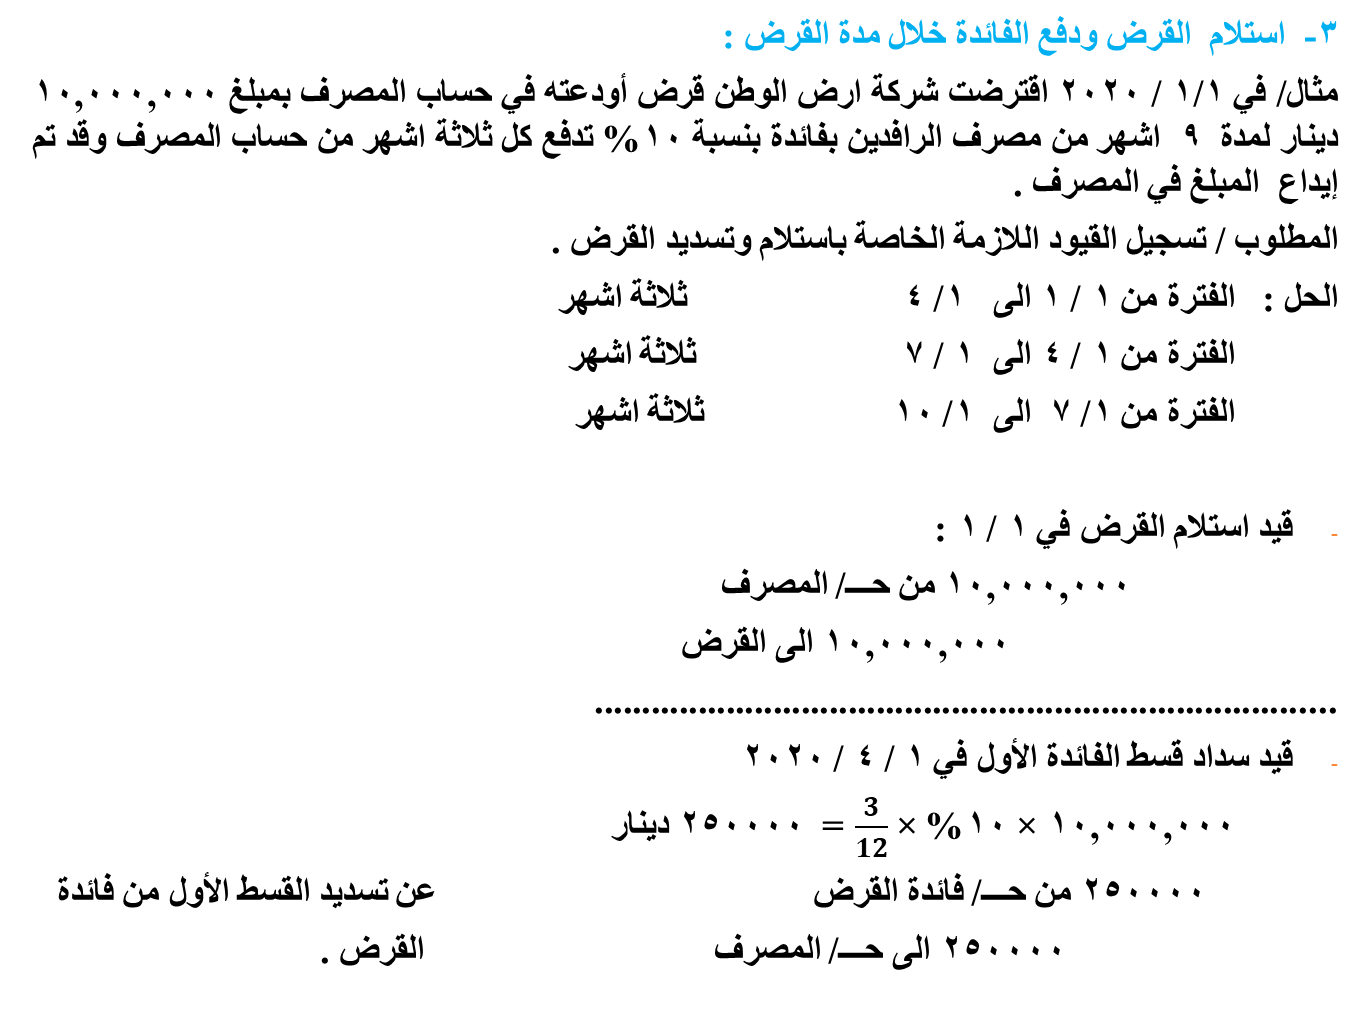 ٣- استلام القرض ودفع الفائدة خلال مدة القرض :
مثال/ في ١/١ / ٢٠٢٠ اقترضت شركة ارض الوطن قرض أودعته في حساب المصرف بمبلغ ١٠,٠٠٠,٠٠٠
دينار لمدة ٩ اشهر من مصرف الرافدين بفائدة بنسبة ١٠% تدفع كل ثلاثة اشهر من حساب المصرف وقد تم
إيداع المبلغ في المصرف .
المطلوب / تسجيل القيود اللازمة الخاصة باستلام وتسديد القرض .
الحل : الفترة من ١ / ١ الى ١/ ٤ ثلاثة اشهر
الفترة من ١ / ٤ الى ١ / ٧ ثلاثة اشهر
الفترة من ١/ ٧ الى ١/ ١٠ ثلاثة اشهر
- قيد استلام القرض في ١ / ١ :
١٠,٠٠٠,٠٠٠ من حـــ/ المصرف
١٠,٠٠٠,٠٠٠ الى القرض
...............................................................................
- قيد سداد قسط الفائدة الأول في ١ / ٤ / ٢٠٢٠
١٠,٠٠٠,٠٠٠ × ١٠% × 3/12 = ٢٥٠٠٠٠ دينار
٢٥٠٠٠٠ من حـــ/ فائدة القرض عن تسديد القسط الأول من فائدة
٢٥٠٠٠٠ الى حـــ/ المصرف القرض .